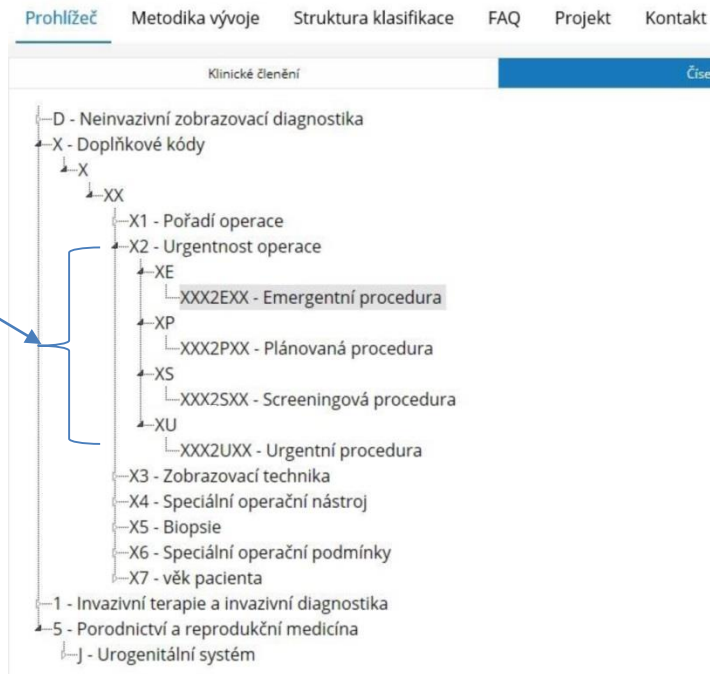 Prohlížeč Metodika vývoje Struktura klasifikace FAQ Projekt Kontakt
Klinické členění
D - Neinvazivní zobrazovací diagnostika
X - Doplňkové kódy
X
XX
X1 - Pořadí operace
X2 - Urgentnost operace
XE
XXX2EXX - Emergentní procedura
XP
XXX2PXX - Plánovaná procedura
XS
XXX2SXX - Screeningová procedura
XU
XXX2UXX - Urgentní procedura
X3 - Zobrazovací technika
X4 - Speciální operační nástroj
X5 - Biopsie
X6 - Speciální operační podmínky
X7 - věk pacienta
1 - Invazivní terapie a invazivní diagnostika
5 - Porodnictví a reprodukční medicína
J - Urogenitální systém